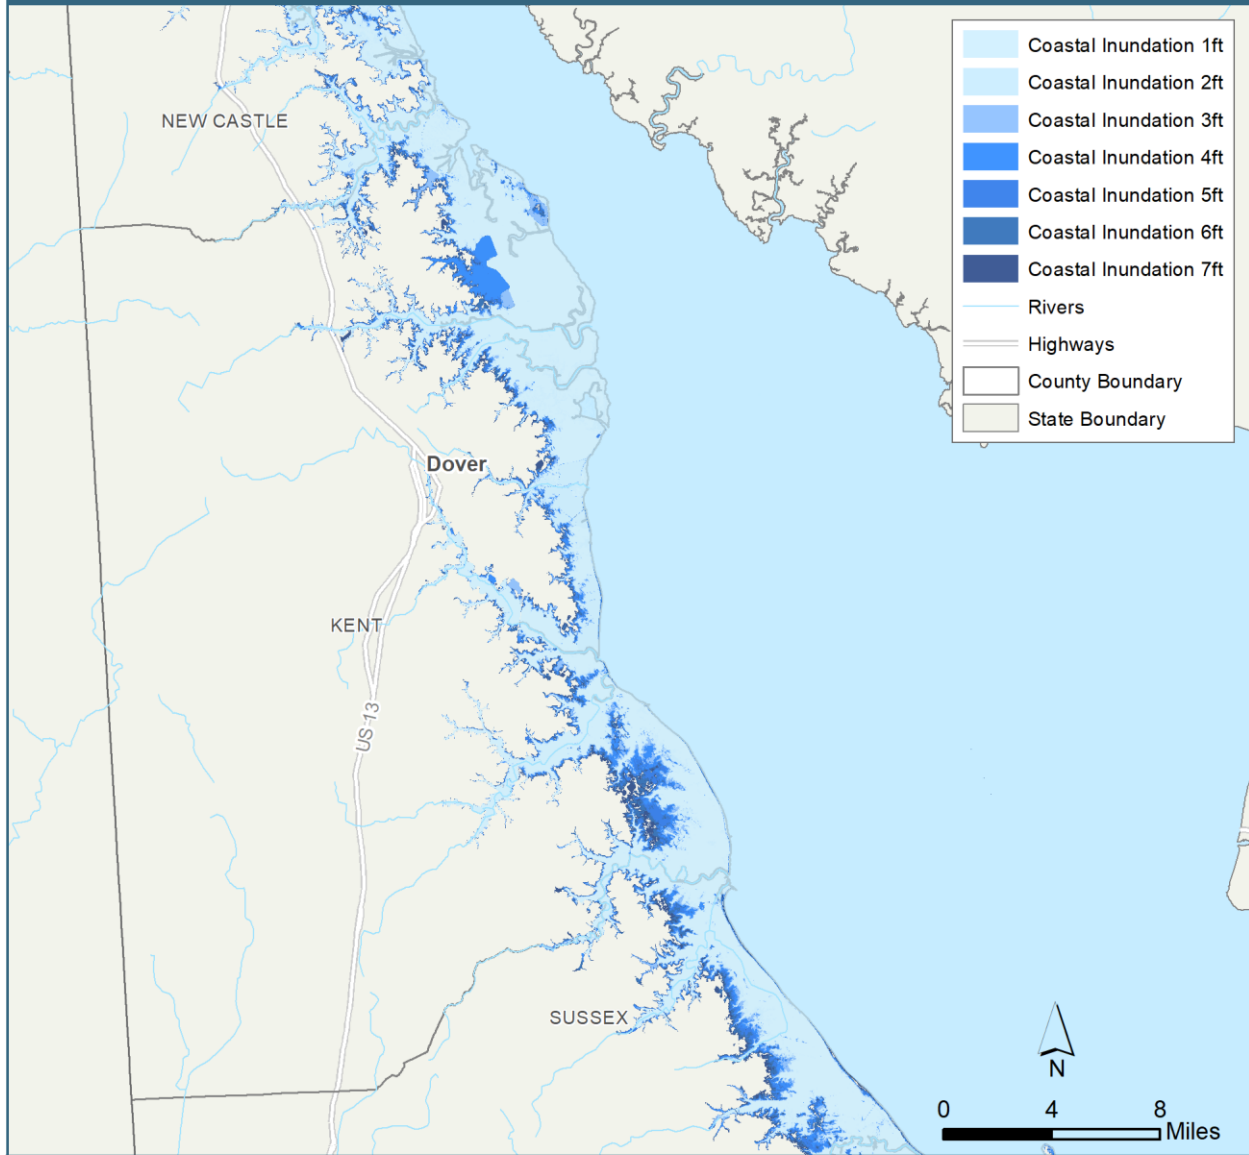 Coastal Inundation 1ft
Coastal Inundation 2ft
Coastal Inundation 3ft
Coastal Inundation 4ft
Coastal Inundation 5ft
Coastal Inundation 6ft
Coastal Inundation 7ft
Rivers
Highways
County Boundary
State Boundary
NEW CASTLE
Dover
KENT
US-13
SUSSEX
N
0 4 8
Miles